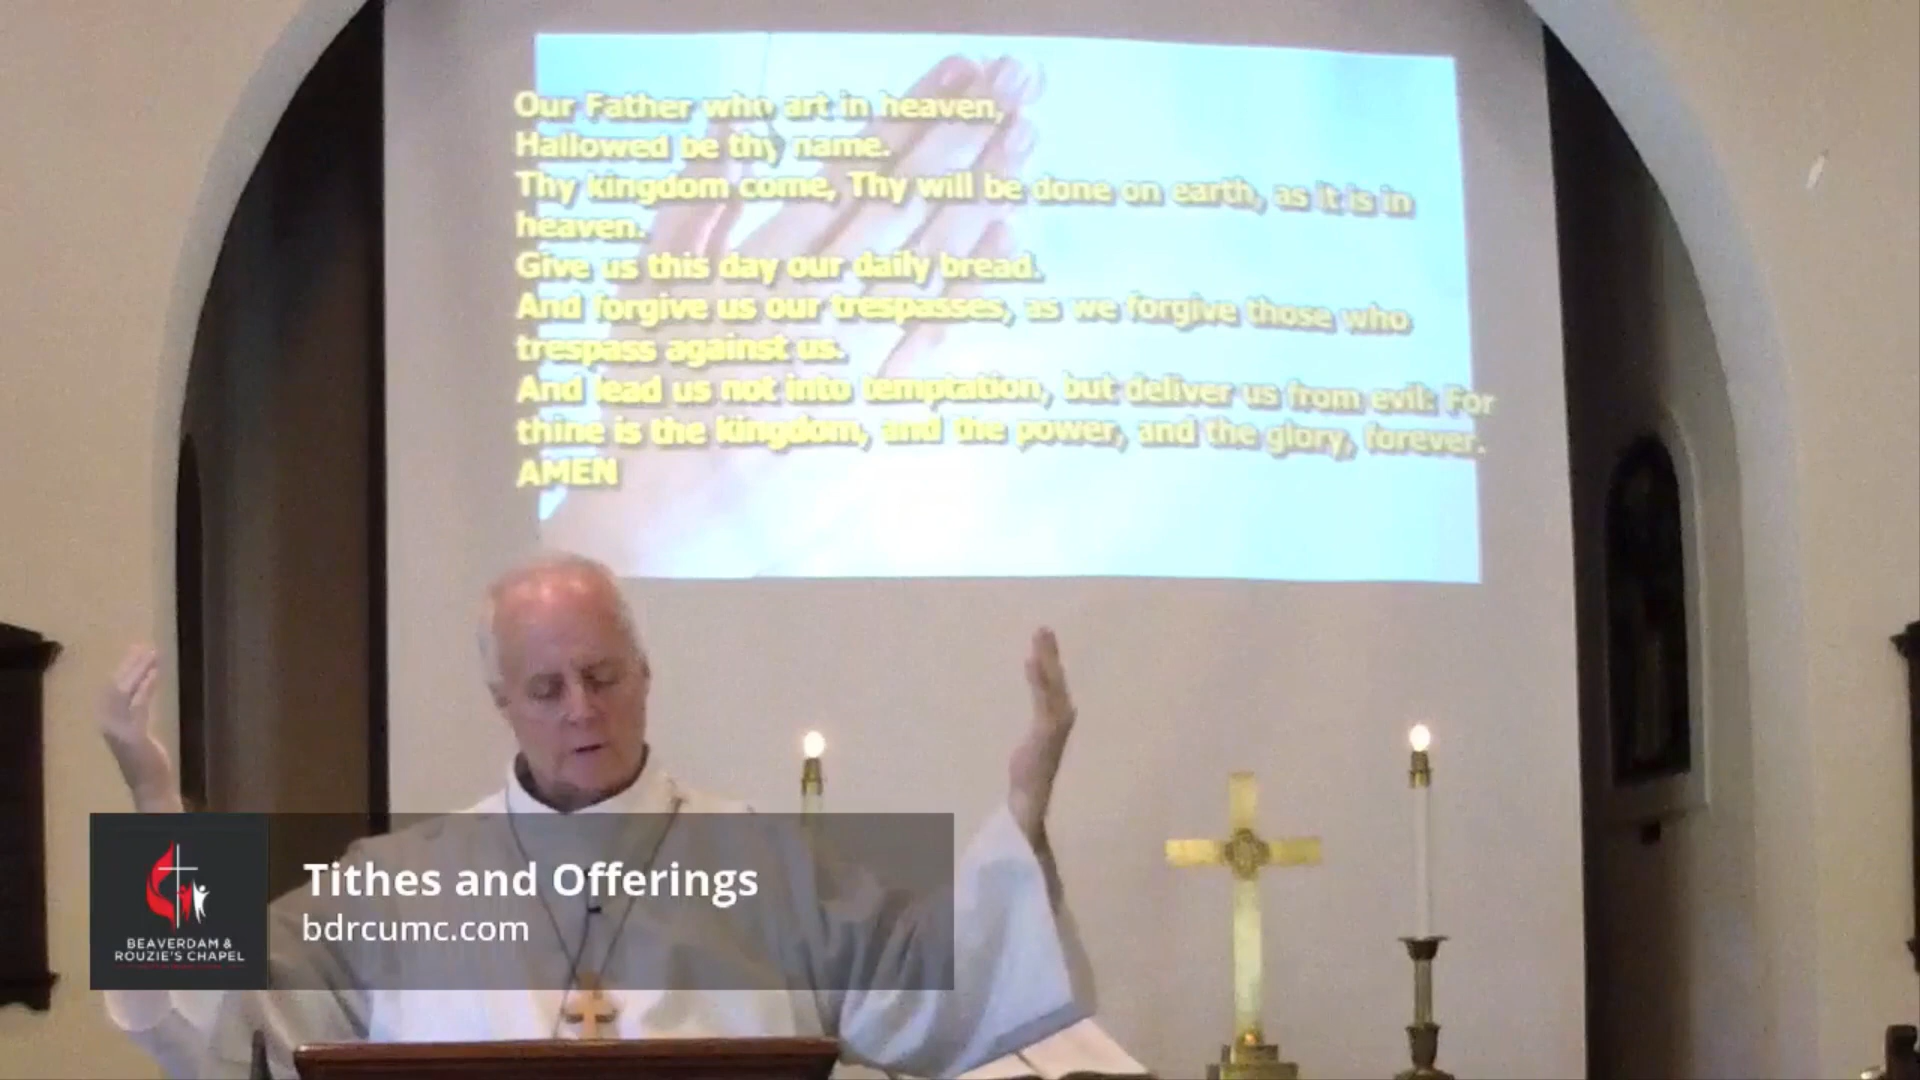 Our Father who art in heaven,
Hallowed be thy name.
Thy kingdom come, Thy will be done on earth, as it is in
heaven.
Give us this day our daily bread.
And forgive us our trespasses, as we forgive those who
trespass against us.
And lead us not into temptation, but deliver us from evil: For
thine is the kingdom, and the power, and the glory, forever.
AMEN
Tithes and Offerings
bdrcumc.com
BEAVERDAM &
ROUZIE'S CHAPEL